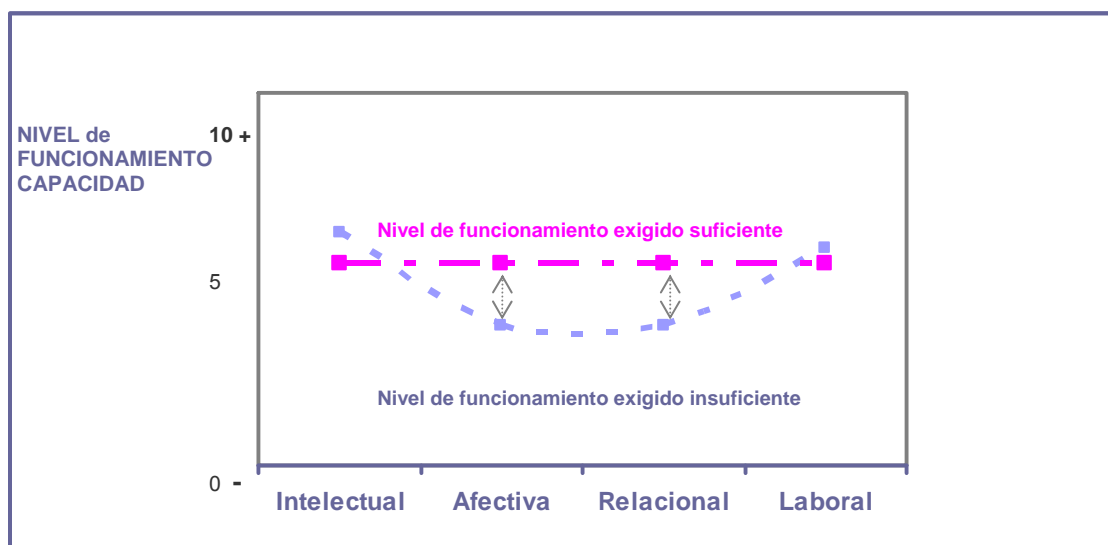 NIVEL de
FUNCIONAMIENTO
CAPACIDAD
10 +
Nivel de funcionamiento exigido suficiente
5
Nivel de funcionamiento exigido insuficiente
0 -
Intelectual Afectiva Relacional Laboral